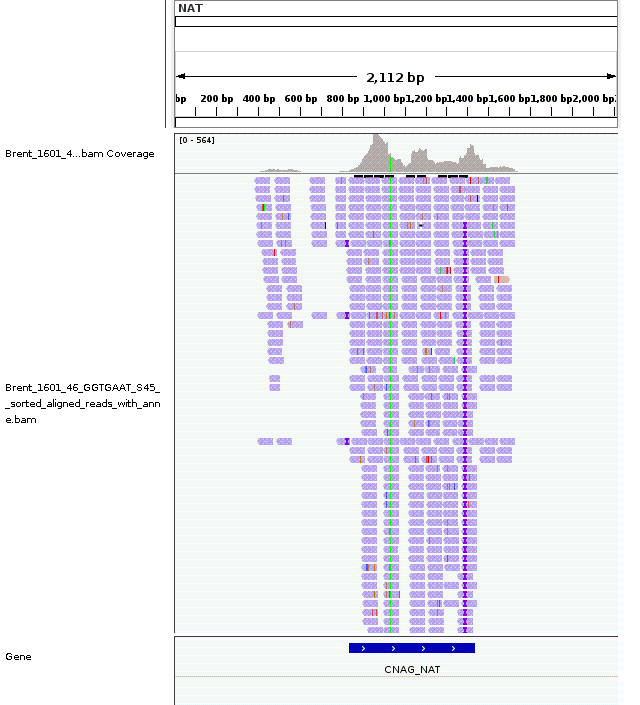 NAT
2,112 bp
bp 200 bp 400 bp 600 bp 800 bp 1,000 bp 1,200 bp 1,400 bp 1,600 bp 1,800 bp 2,000 bp
[0 - 564]
Brent_1601_4...bam Coverage
Brent_1601_46_GGTGAAT_S45_
_sorted_aligned_reads_with_ann
e.bam
Gene
CNAG_NAT